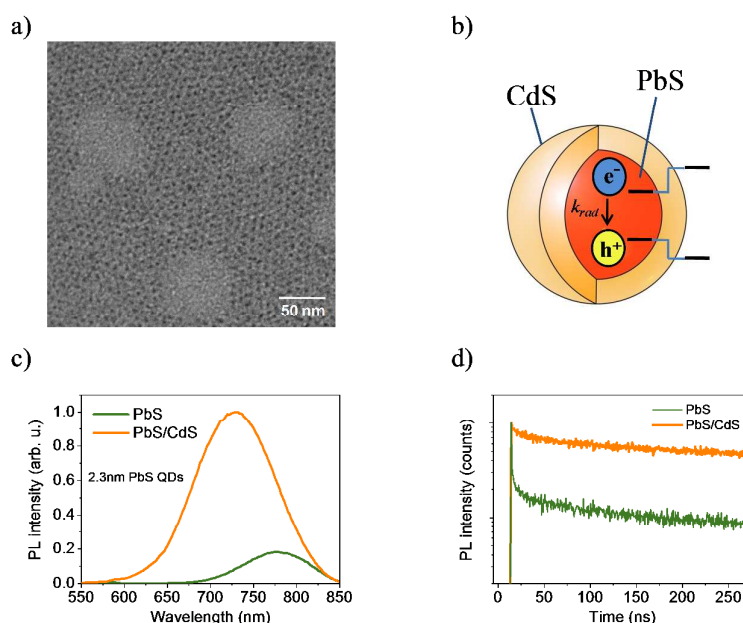 a)
50 nm
b)
CdS
PbS
e⁻
k_rad
h⁺
c)
PbS
PbS/CdS
2.3nm PbS QDs
PL intensity (arb. u.)
1.0
0.8
0.6
0.4
0.2
0.0
550 600 650 700 750 800 850
Wavelength (nm)
d)
PbS
PbS/CdS
PL intensity (counts)
50 100 150 200 250
Time (ns)